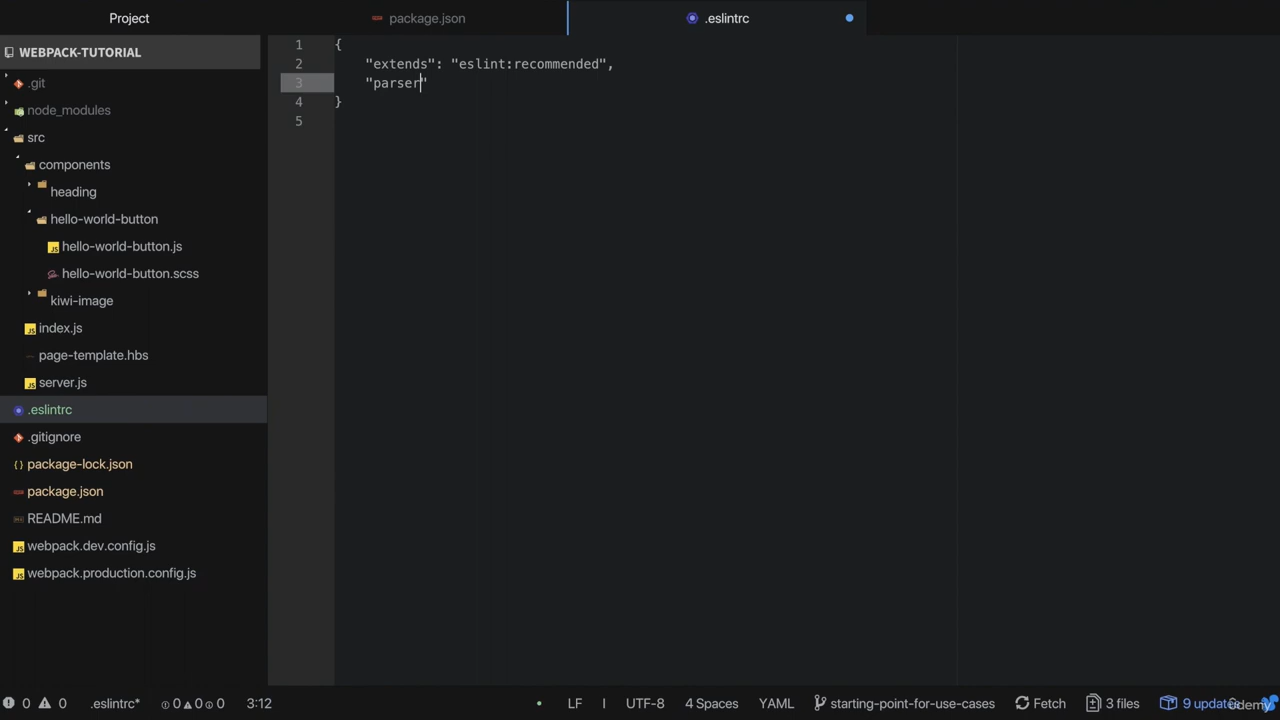 Project
package.json
.eslintrc
WEBPACK-TUTORIAL
.git
node_modules
src
components
heading
hello-world-button
hello-world-button.js
hello-world-button.scss
kiwi-image
index.js
page-template.hbs
server.js
.eslintrc
.gitignore
package-lock.json
package.json
README.md
webpack.dev.config.js
webpack.production.config.js
1 {
2 "extends": "eslint:recommended",
3 "parser"
4 }
5
0 0 .eslintrc* 0 0 0 3:12 LF UTF-8 4 Spaces YAML starting-point-for-use-cases Fetch 3 files 9 updates
Udemy